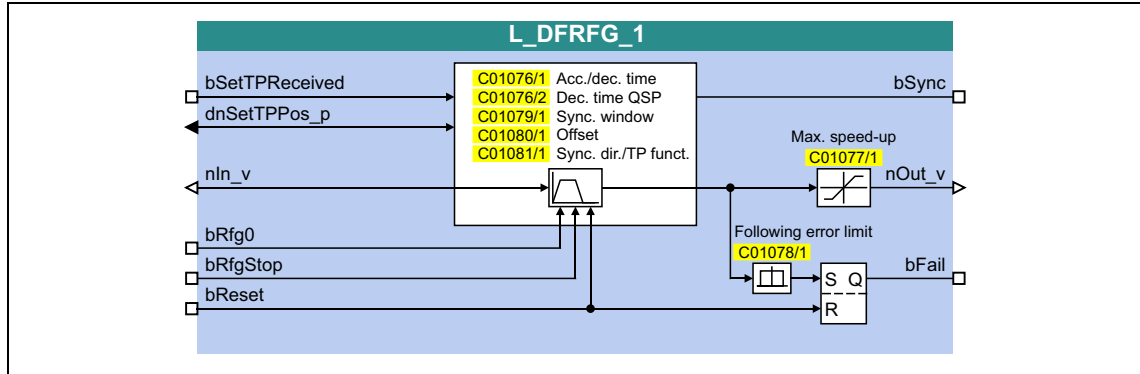 L_DFRFG_1
bSetTPReceived
dnSetTPPos_p
nIn_v
bRfg0
bRfgStop
bReset
C01076/1 Acc./dec. time
C01076/2 Dec. time QSP
C01079/1 Sync. window
C01080/1 Offset
C01081/1 Sync. dir./TP funct.
bSync
Max. speed-up
C01077/1
nOut_v
Following error limit
C01078/1
S Q
R
bFail